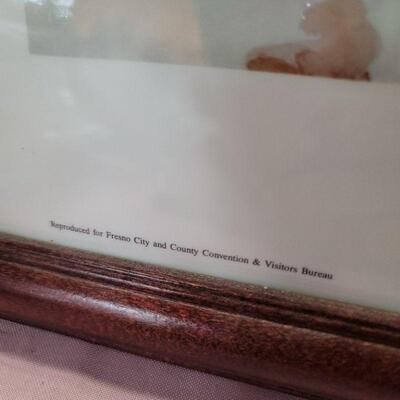 Reproduced for Fresno City and County Convention & Visitors Bureau